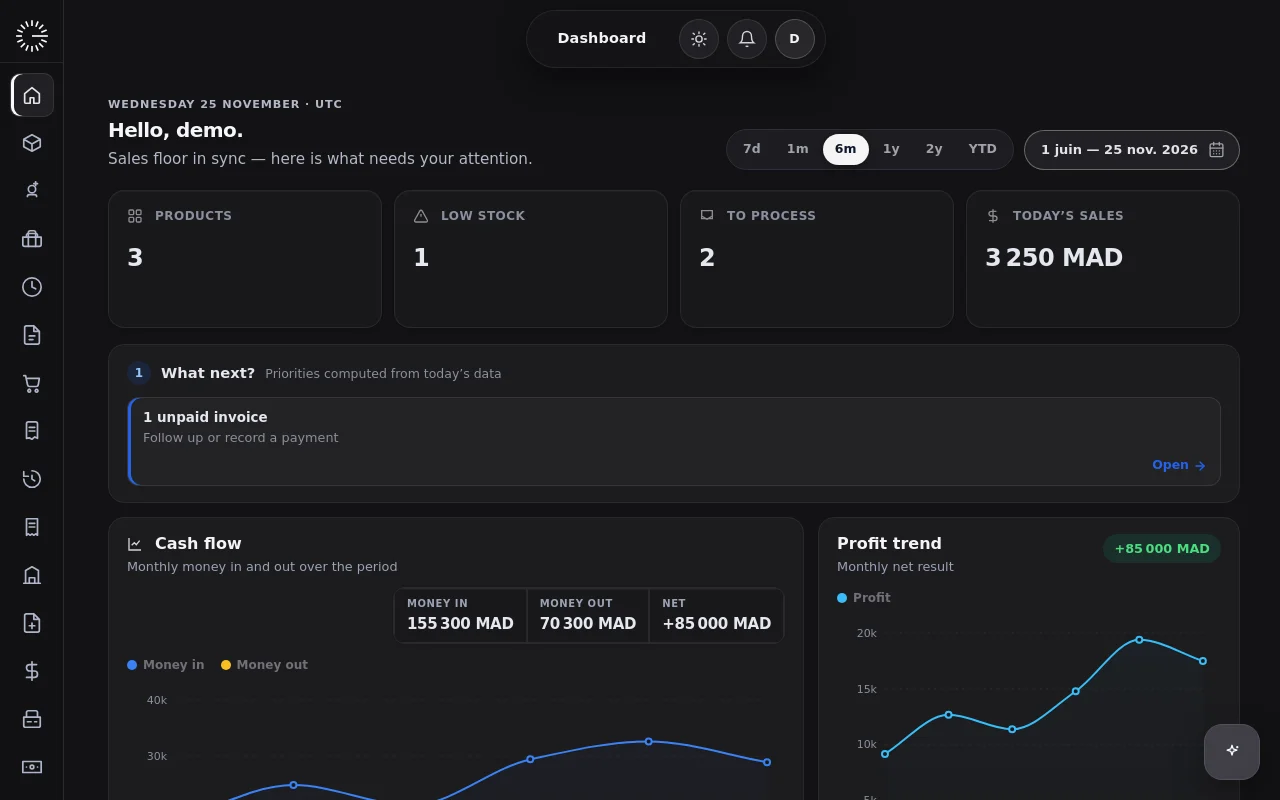 Dashboard
D
WEDNESDAY 25 NOVEMBER · UTC
Hello, demo.
Sales floor in sync — here is what needs your attention.
7d 1m 6m 1y 2y YTD
1 juin — 25 nov. 2026
PRODUCTS
3
LOW STOCK
1
TO PROCESS
2
TODAY’S SALES
3 250 MAD
1 What next? Priorities computed from today’s data
1 unpaid invoice
Follow up or record a payment
Open →
Cash flow
Monthly money in and out over the period
MONEY IN
155 300 MAD
MONEY OUT
70 300 MAD
NET
+85 000 MAD
Money in Money out
40k
30k
Profit trend
+85 000 MAD
Monthly net result
Profit
20k
15k
10k
5k